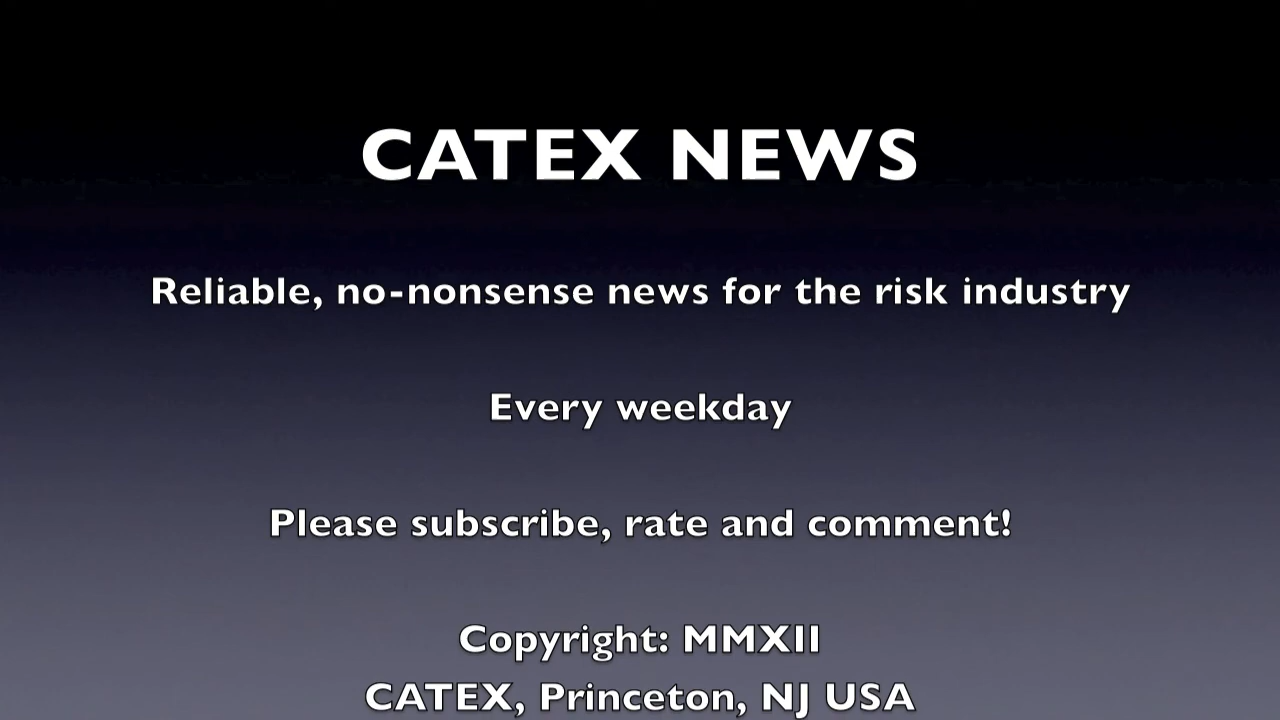 CATEX NEWS
Reliable, no-nonsense news for the risk industry
Every weekday
Please subscribe, rate and comment!
Copyright: MMXII
CATEX, Princeton, NJ USA